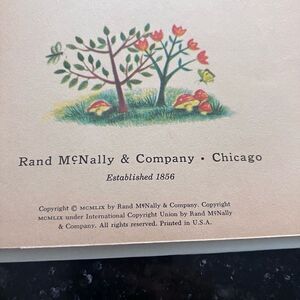 Rand McNally & Company • Chicago
Established 1856
Copyright © MCMLIX by Rand McNally & Company. Copyright
MCMLIX under International Copyright Union by Rand McNally
& Company. All rights reserved. Printed in U.S.A.